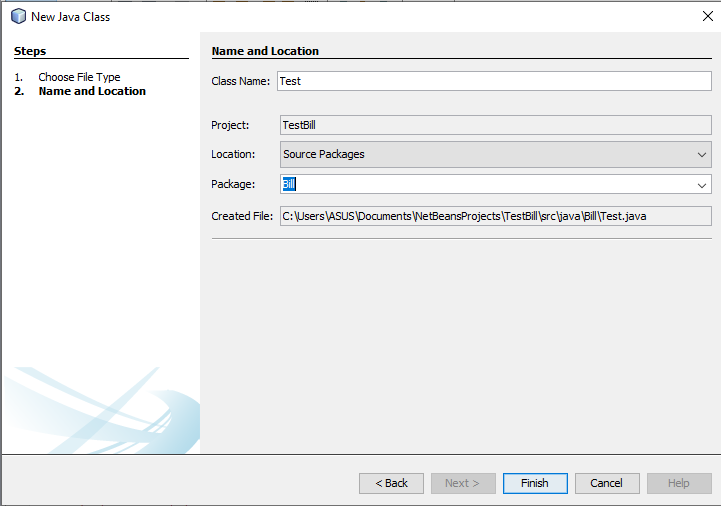 New Java Class
Steps
1. Choose File Type
2. Name and Location
Name and Location
Class Name: Test
Project: TestBill
Location: Source Packages
Package: Bill
Created File: C:\Users\ASUS\Documents\NetBeansProjects\TestBill\src\java\Bill\Test.java
< Back Next > Finish Cancel Help